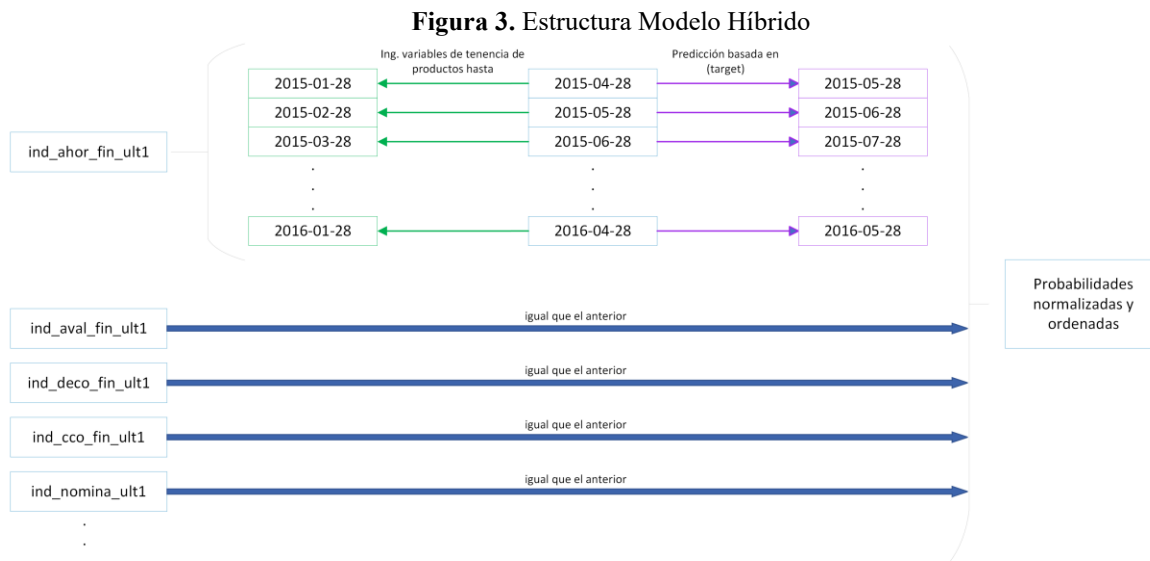 Figura 3. Estructura Modelo Híbrido
Ing. variables de tenencia de
productos hasta
Predicción basada en
(target)
2015-01-28
2015-04-28
2015-05-28
2015-02-28
2015-05-28
2015-06-28
2015-03-28
2015-06-28
2015-07-28
.
.
.
.
.
.
.
.
.
2016-01-28
2016-04-28
2016-05-28
ind_ahor_fin_ult1
Probabilidades
normalizadas y
ordenadas
ind_aval_fin_ult1
igual que el anterior
ind_deco_fin_ult1
igual que el anterior
ind_cco_fin_ult1
igual que el anterior
ind_nomina_ult1
igual que el anterior
.
.